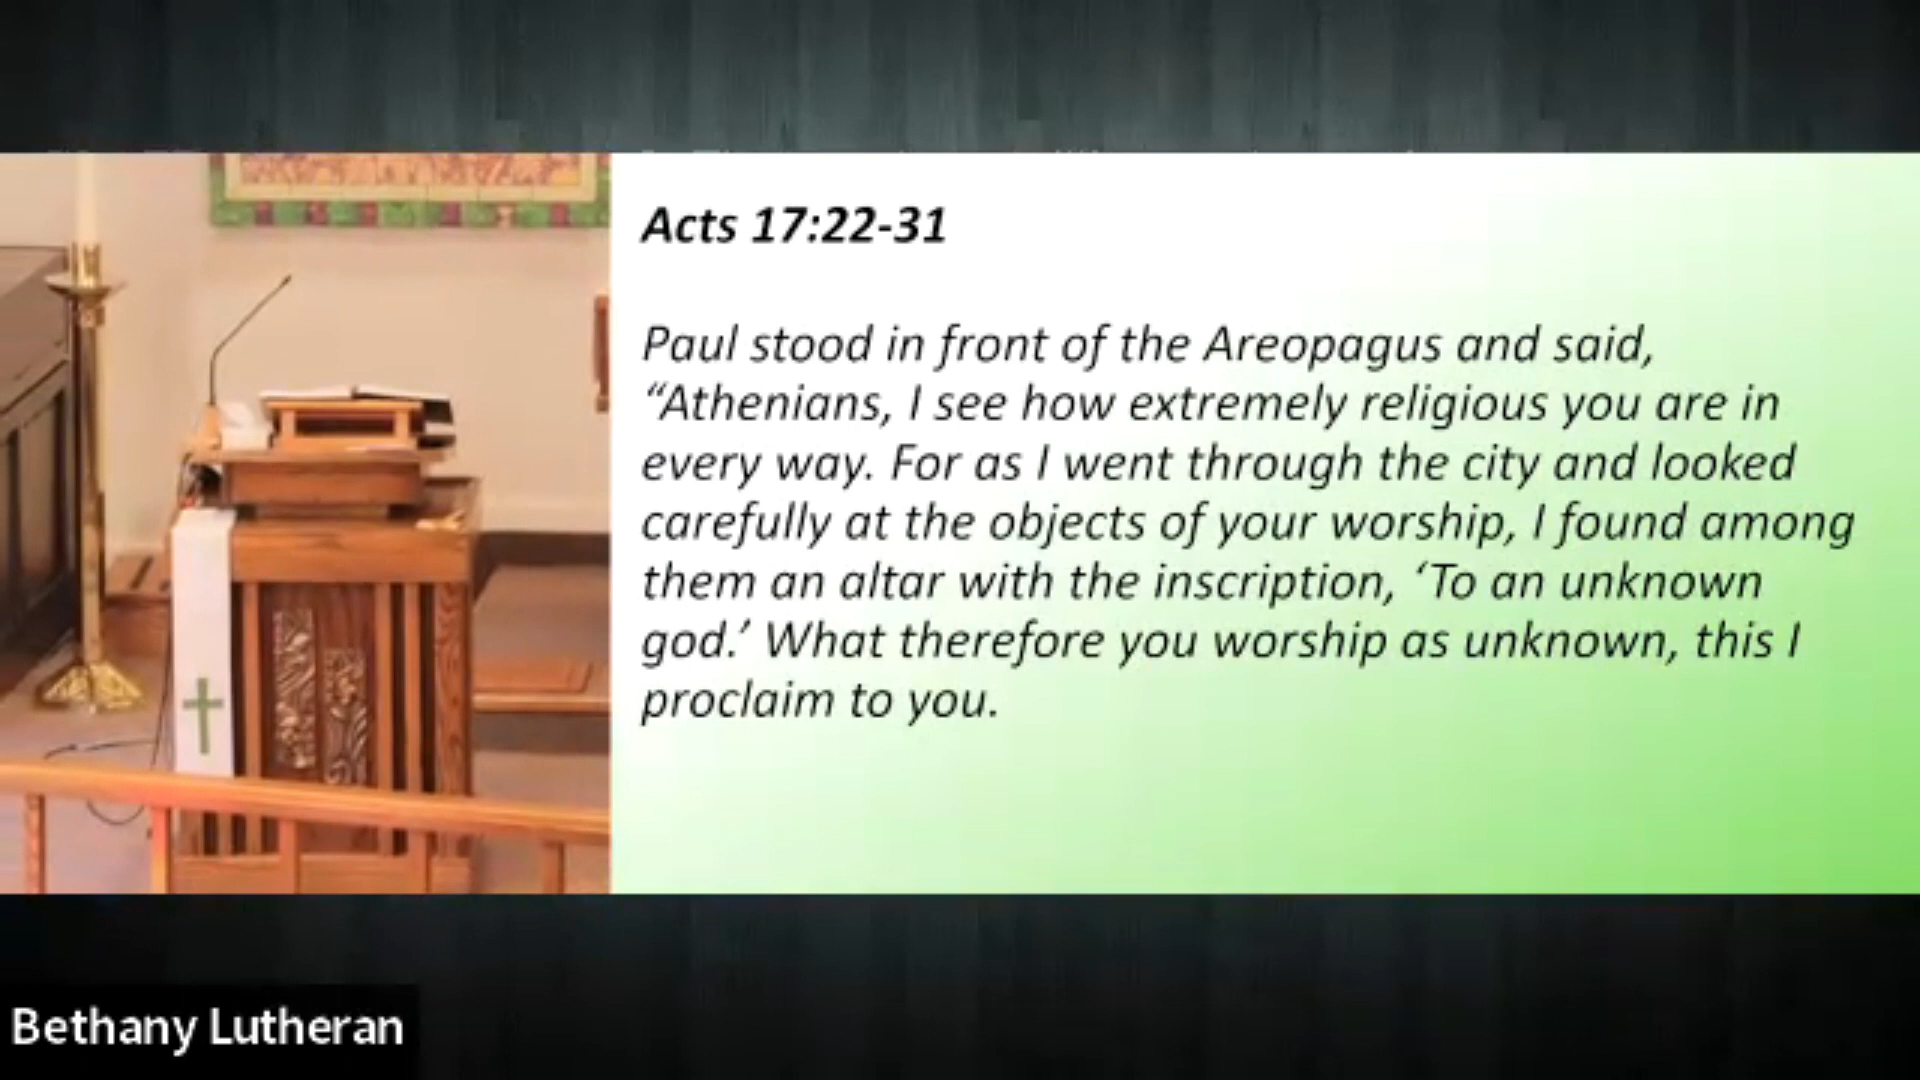 Acts 17:22-31
Paul stood in front of the Areopagus and said,
“Athenians, I see how extremely religious you are in
every way. For as I went through the city and looked
carefully at the objects of your worship, I found among
them an altar with the inscription, ‘To an unknown
god.’ What therefore you worship as unknown, this I
proclaim to you.
Bethany Lutheran